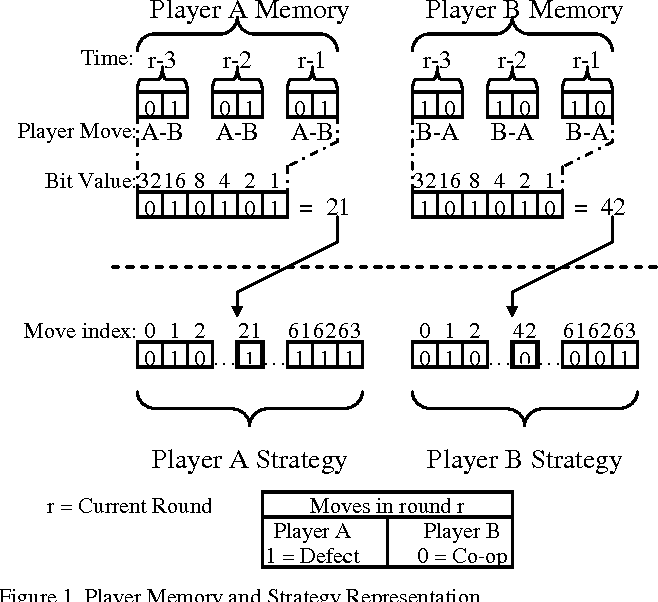 Player A Memory Player B Memory
Time: r-3 r-2 r-1 r-3 r-2 r-1
0 1 0 1 0 1 1 0 1 0 1 0
Player Move: A-B A-B A-B B-A B-A B-A
Bit Value: 32 16 8 4 2 1 32 16 8 4 2 1
0 1 0 1 0 1 = 21 1 0 1 0 1 0 = 42
Move index: 0 1 2 21 61 62 63 0 1 2 42 61 62 63
0 1 0 ... 1 ... 1 1 1 0 1 0 ... 0 ... 0 0 1
Player A Strategy Player B Strategy
r = Current Round Moves in round r
Player A Player B
1 = Defect 0 = Co-op
Figure 1. Player Memory and Strategy Representation